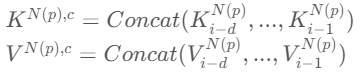 K^{N(p),c} = Concat(K_{i-d}^{N(p)}, ..., K_{i-1}^{N(p)})
V^{N(p),c} = Concat(V_{i-d}^{N(p)}, ..., V_{i-1}^{N(p)})